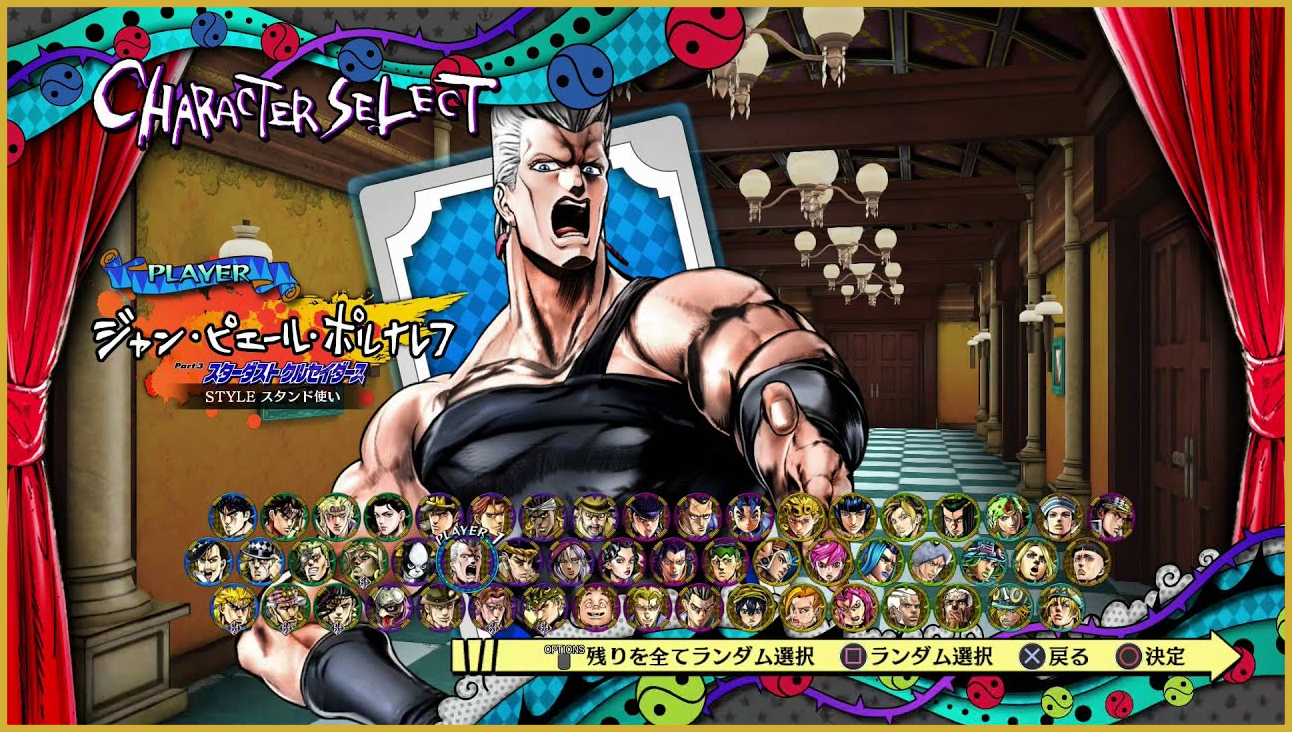 CHARACTER SELECT
PLAYER
ジャン・ピエール・ポルナレフ
Part3 スターダストクルセイダース
STYLE スタンド使い
PLAYER 1
OPTIONS 残りを全てランダム選択 ランダム選択 戻る 決定